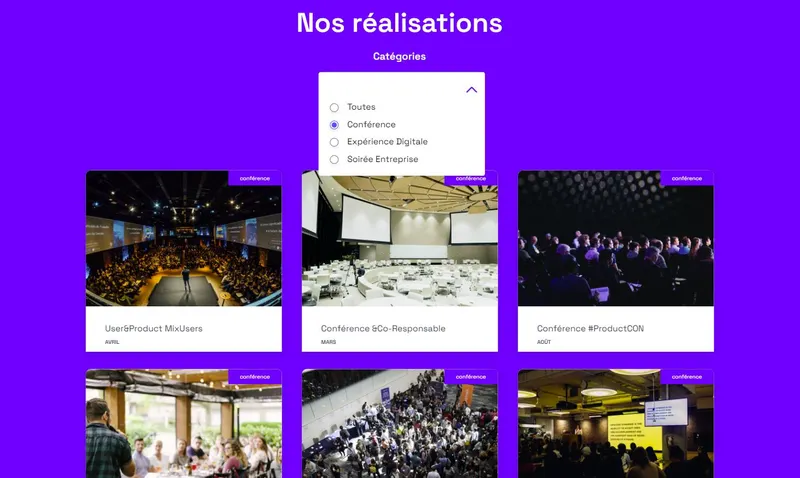 Nos réalisations
Catégories
Toutes
Conférence
Expérience Digitale
Soirée Entreprise
conférence
conférence
conférence
User&Product MixUsers
AVRIL
Conférence &Co-Responsable
MARS
Conférence #ProductCON
AOÛT
conférence
conférence
conférence